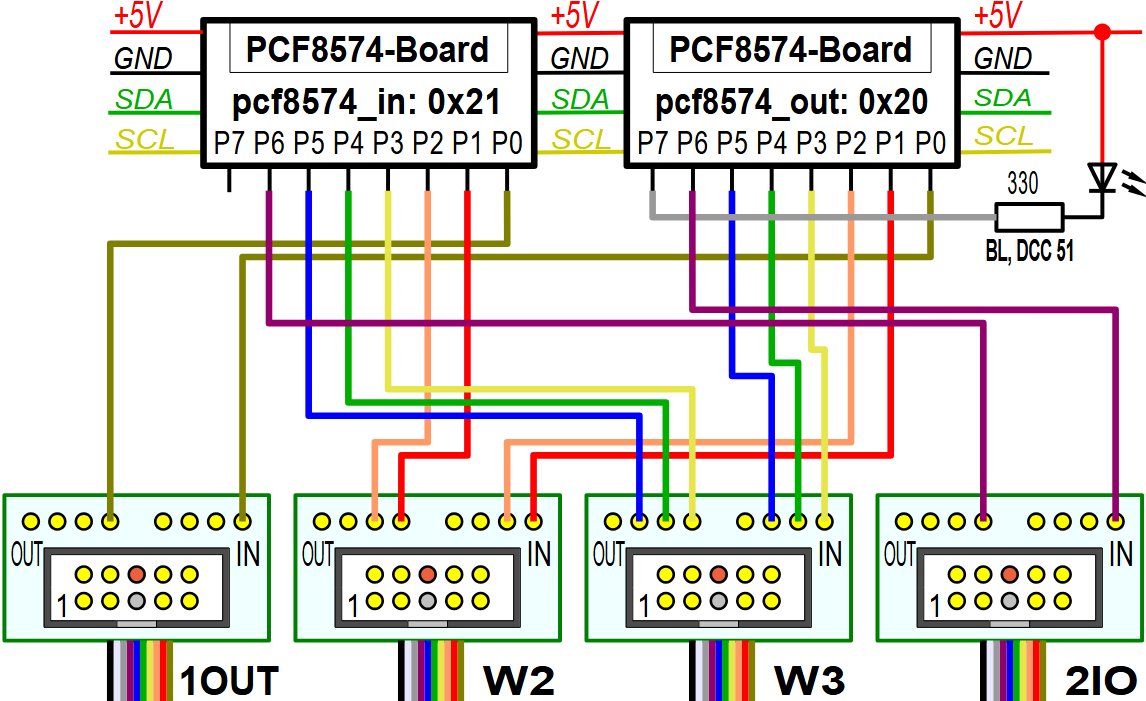 +5V +5V +5V
PCF8574-Board PCF8574-Board
GND GND GND
SDA SDA SDA
pcf8574_in: 0x21 pcf8574_out: 0x20
SCL SCL SCL
P7 P6 P5 P4 P3 P2 P1 P0 P7 P6 P5 P4 P3 P2 P1 P0
330
BL, DCC 51
OUT IN OUT IN OUT IN OUT IN
1 1 1 1
1OUT W2 W3 2IO